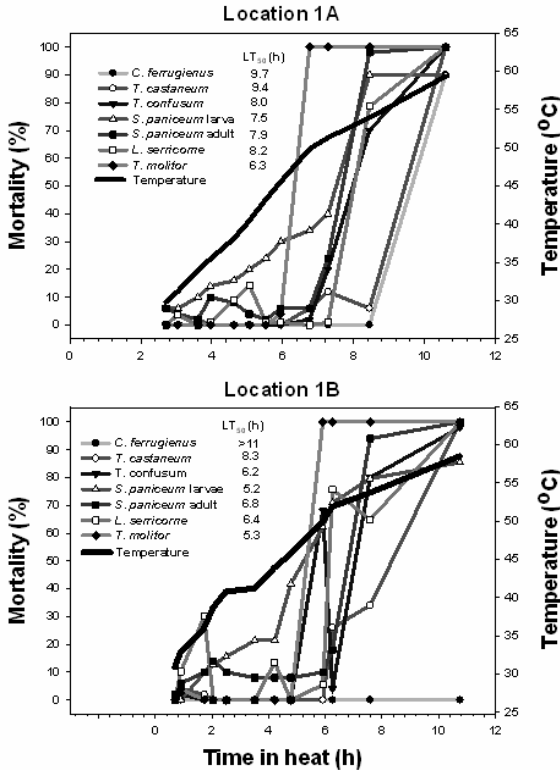 Location 1A
Mortality (%)
100
90
80
70
60
50
40
30
20
10
0
LT50 (h)
C. ferrugienus 9.7
T. castaneum 9.4
T. confusum 8.0
S. paniceum larva 7.5
S. paniceum adult 7.9
L. serricorne 8.2
T. molitor 6.3
Temperature
65
60
55
50
45
40
35
30
25
Temperature (ºC)
0 2 4 6 8 10 12
Location 1B
Mortality (%)
100
90
80
70
60
50
40
30
20
10
0
LT50 (h)
C. ferrugienus >11
T. castaneum 8.3
T. confusum 6.2
S. paniceum larvae 5.2
S. paniceum adult 6.8
L. serricorne 6.4
T. molitor 5.3
Temperature
65
60
55
50
45
40
35
30
25
Temperature (ºC)
0 2 4 6 8 10 12
Time in heat (h)